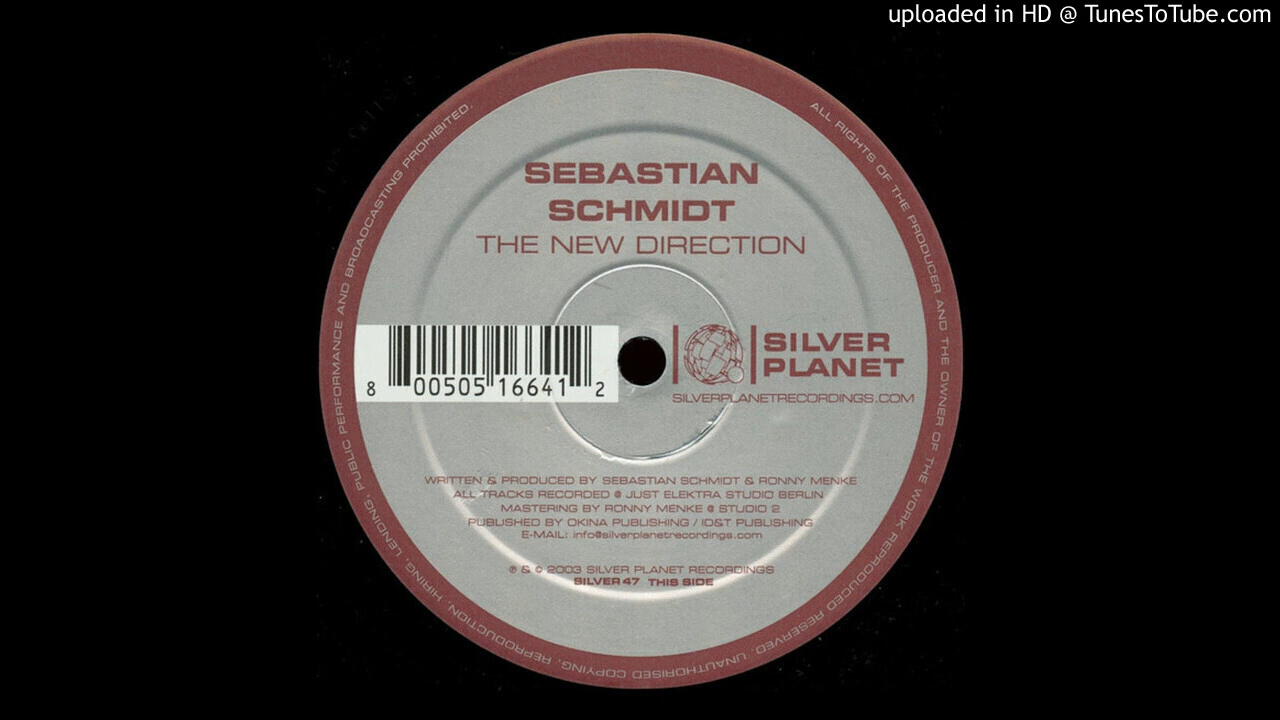 uploaded in HD @ TunesToTube.com
SEBASTIAN
SCHMIDT
THE NEW DIRECTION
8 00505 16641 2
SILVER
PLANET
SILVERPLANETRECORDINGS.COM
WRITTEN & PRODUCED BY SEBASTIAN SCHMIDT & RONNY MENKE
ALL TRACKS RECORDED @ JUST ELEKTRA STUDIO BERLIN
MASTERING BY RONNY MENKE @ STUDIO 2
PUBLISHED BY OKINA PUBLISHING / ID&T PUBLISHING
E-MAIL: info@silverplanetrecordings.com
℗ & © 2003 SILVER PLANET RECORDINGS
SILVER47 THIS SIDE
ALL RIGHTS OF THE PRODUCER AND THE OWNER OF THE WORK REPRODUCED RESERVED. UNAUTHORISED COPYING, REPRODUCTION, HIRING, LENDING, PUBLIC PERFORMANCE AND BROADCASTING PROHIBITED.